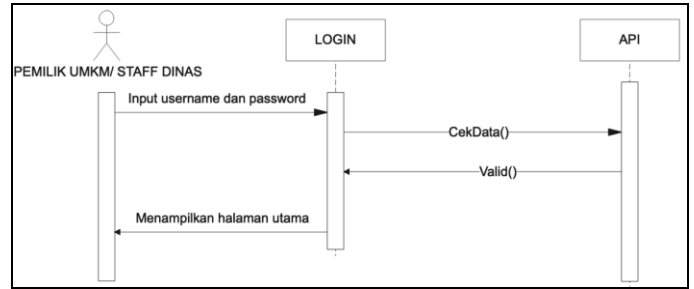 LOGIN
API
PEMILIK UMKM/ STAFF DINAS
Input username dan password
CekData()
Valid()
Menampilkan halaman utama